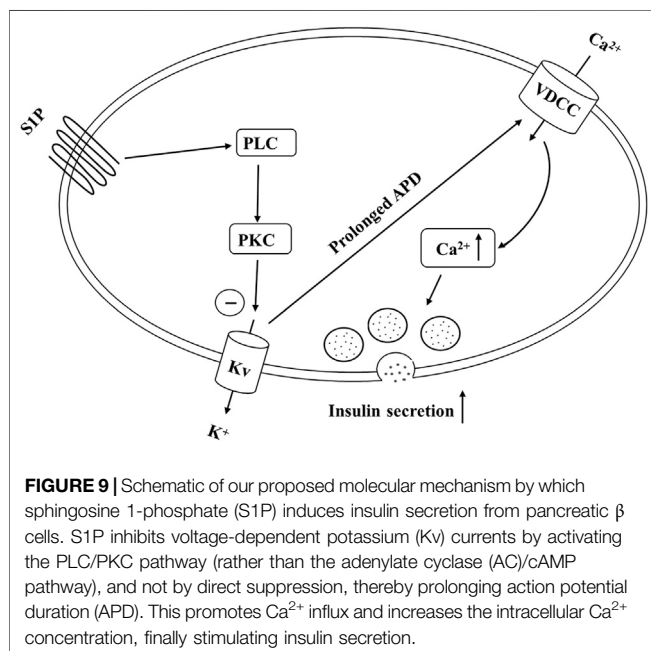 Ca²⁺
VDCC
S1P
PLC
Prolonged APD
PKC
Ca²⁺ ↑
−
Kv
Insulin secretion ↑
K⁺
FIGURE 9 | Schematic of our proposed molecular mechanism by which
sphingosine 1-phosphate (S1P) induces insulin secretion from pancreatic β
cells. S1P inhibits voltage-dependent potassium (Kv) currents by activating
the PLC/PKC pathway (rather than the adenylate cyclase (AC)/cAMP
pathway), and not by direct suppression, thereby prolonging action potential
duration (APD). This promotes Ca²⁺ influx and increases the intracellular Ca²⁺
concentration, finally stimulating insulin secretion.